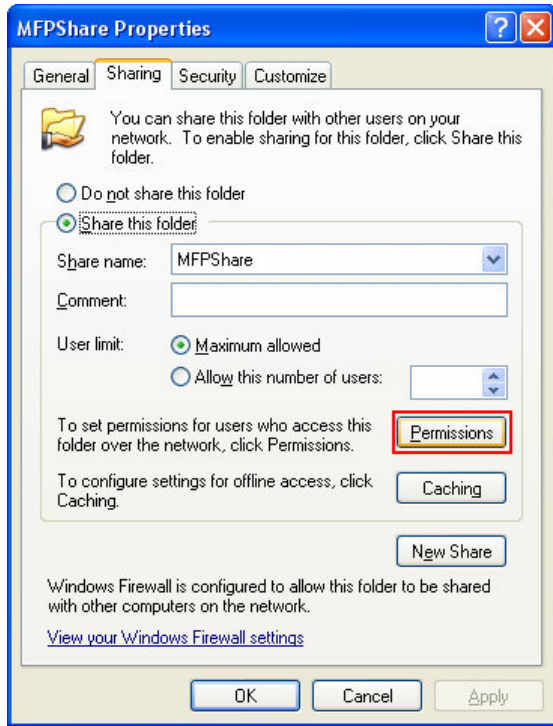 MFPShare Properties
General Sharing Security Customize
You can share this folder with other users on your
network. To enable sharing for this folder, click Share this
folder.
Do not share this folder
Share this folder
Share name: MFPShare
Comment:
User limit: Maximum allowed
Allow this number of users:
To set permissions for users who access this
folder over the network, click Permissions.
Permissions
To configure settings for offline access, click
Caching.
Caching
New Share
Windows Firewall is configured to allow this folder to be shared
with other computers on the network.
View your Windows Firewall settings
OK Cancel Apply